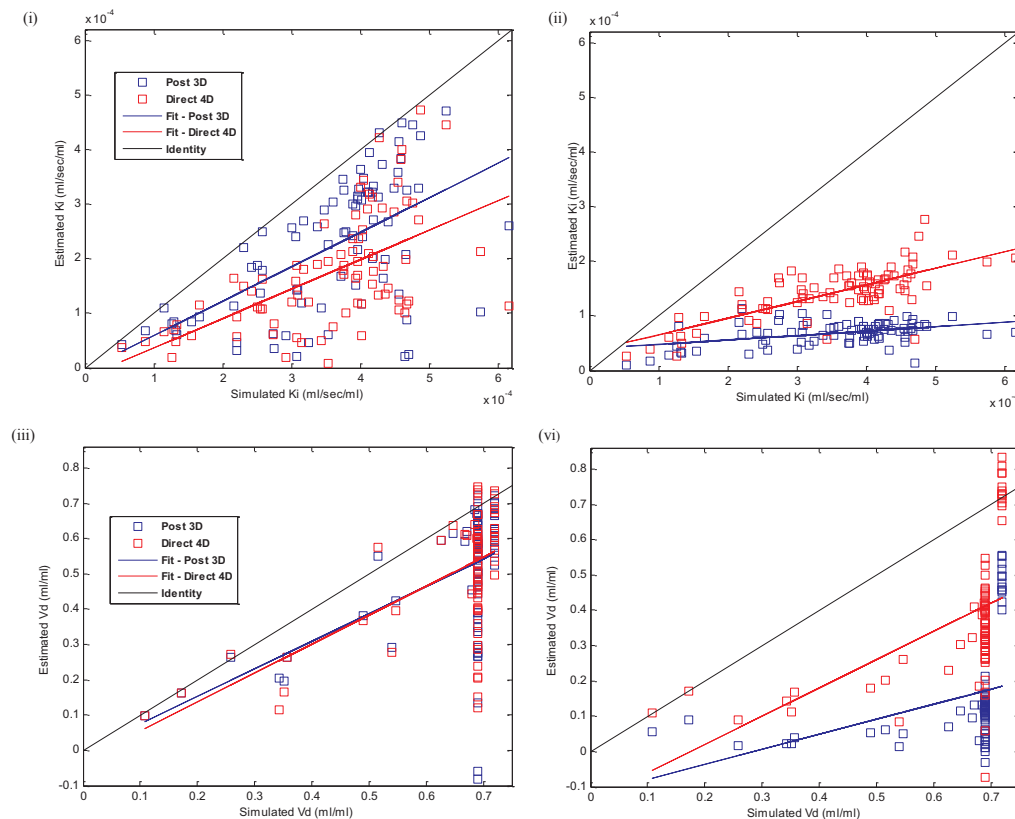 (i)
x 10⁻⁴
6
5
4
3
2
1
0
Estimated Ki (ml/sec/ml)
Post 3D
Direct 4D
Fit - Post 3D
Fit - Direct 4D
Identity
0 1 2 3 4 5 6
Simulated Ki (ml/sec/ml)
x 10⁻⁴
(ii)
x 10⁻⁴
6
5
4
3
2
1
0
Estimated Ki (ml/sec/ml)
0 1 2 3 4 5 6
Simulated Ki (ml/sec/ml)
x 10⁻
(iii)
0.8
0.7
0.6
0.5
0.4
0.3
0.2
0.1
0
-0.1
Estimated Vd (ml/ml)
Post 3D
Direct 4D
Fit - Post 3D
Fit - Direct 4D
Identity
0 0.1 0.2 0.3 0.4 0.5 0.6 0.7
Simulated Vd (ml/ml)
(vi)
0.8
0.7
0.6
0.5
0.4
0.3
0.2
0.1
0
-0.1
Estimated Vd (ml/ml)
0 0.1 0.2 0.3 0.4 0.5 0.6 0.7
Simulated Vd (ml/ml)